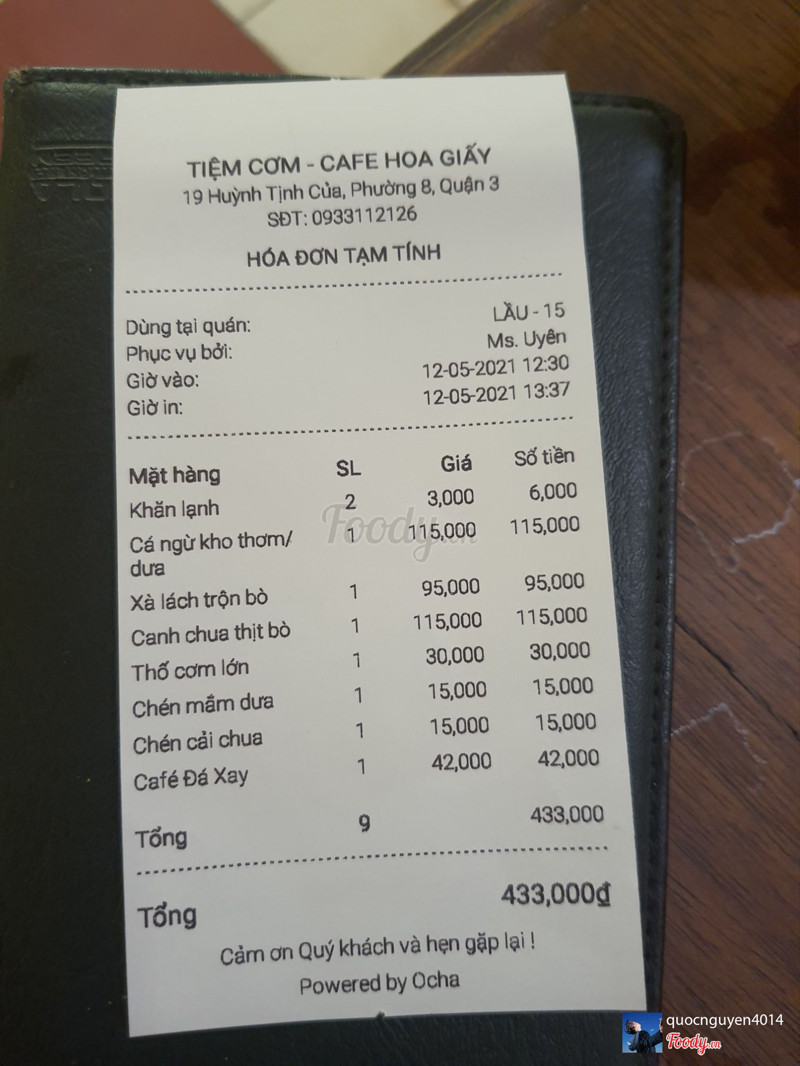 TIỆM CƠM - CAFE HOA GIẤY
19 Huỳnh Tịnh Của, Phường 8, Quận 3
SĐT: 0933112126
HÓA ĐƠN TẠM TÍNH
Dùng tại quán: LẦU - 15
Phục vụ bởi: Ms. Uyên
Giờ vào: 12-05-2021 12:30
Giờ in: 12-05-2021 13:37
Mặt hàng SL Giá Số tiền
Khăn lạnh 2 3,000 6,000
Cá ngừ kho thơm/ 1 115,000 115,000
dưa
Xà lách trộn bò 1 95,000 95,000
Canh chua thịt bò 1 115,000 115,000
Thố cơm lớn 1 30,000 30,000
Chén mắm dưa 1 15,000 15,000
Chén cải chua 1 15,000 15,000
Café Đá Xay 1 42,000 42,000
Tổng 9 433,000
Tổng 433,000₫
Cảm ơn Quý khách và hẹn gặp lại !
Powered by Ocha
Foody.vn
quocnguyen4014
Foody.vn